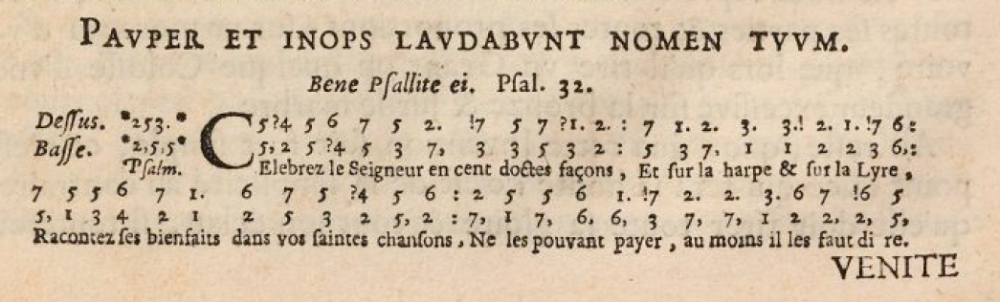 PAVPER ET INOPS LAVDABVNT NOMEN TVVM.
Bene Psallite ei. Psal. 32.
Dessus. *253.* 5 ?4 5 6 7 5 2. !7 5 7 ?1. 2. : 7 1. 2. 3. 3.! 2. 1. !7 6 :
Basse. *2,5,5* 5, 2 5 ?4 5 3 7, 3 3 5 3 2 : 5 3 7, 1 1 2 2 3 6, :
Psalm. CElebrez le Seigneur en cent doctes façons, Et sur la harpe & sur la Lyre,
7 5 5 6 7 1. 6 7 5 ?4 5 6 : 2 5 5 6 1. !7 2. 2. 3. 6 7 !6 5
5, 1 3 4 2 1 2 5 3 2 5, 2 : 7, 1 7, 6, 6, 3 7, 7, 1 2 2, 2, 5,
Racontez ses bienfaits dans vos saintes chansons, Ne les pouvant payer, au moins il les faut di re.
VENITE